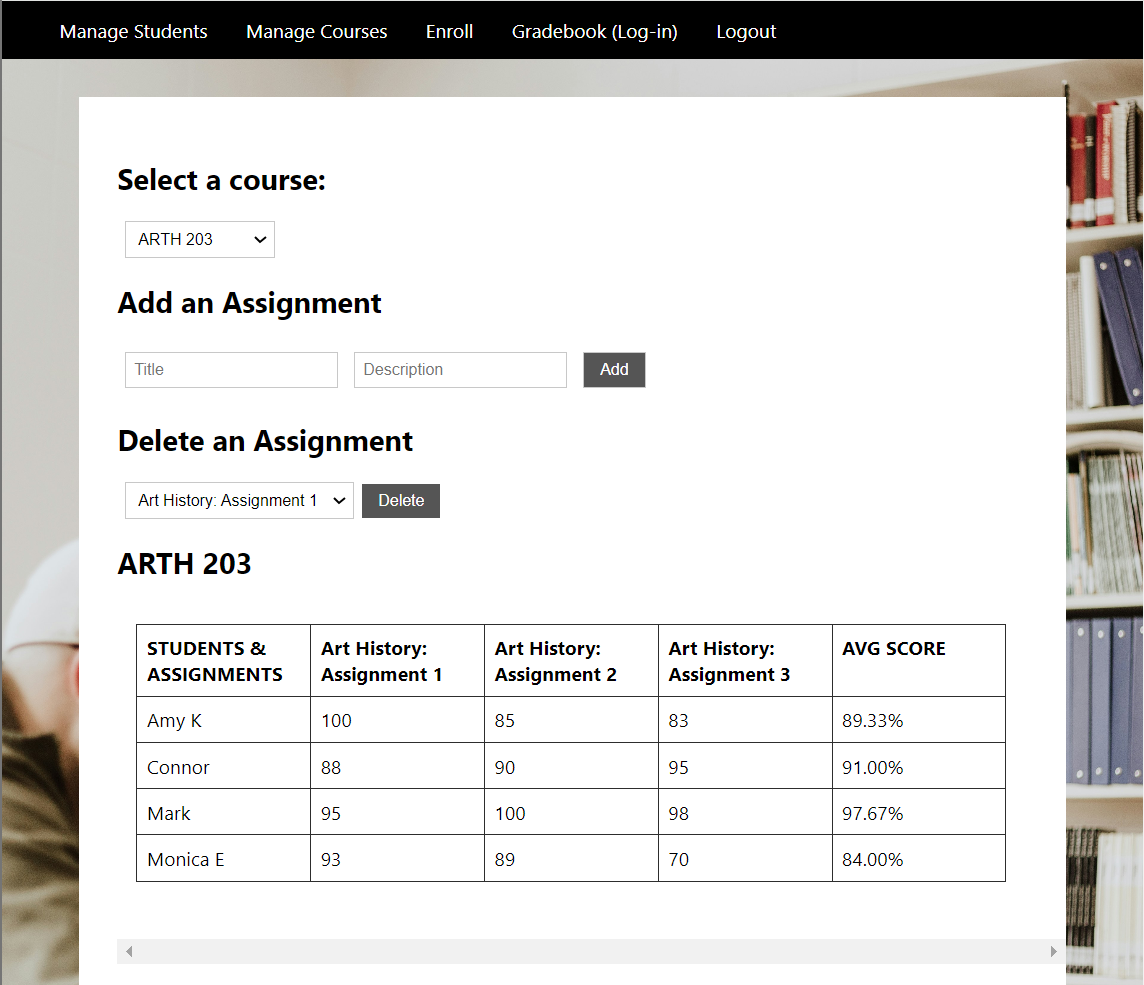 Manage Students Manage Courses Enroll Gradebook (Log-in) Logout
Select a course:
ARTH 203
Add an Assignment
Title Description Add
Delete an Assignment
Art History: Assignment 1 Delete
ARTH 203
STUDENTS & ASSIGNMENTS Art History: Assignment 1 Art History: Assignment 2 Art History: Assignment 3 AVG SCORE
Amy K 100 85 83 89.33%
Connor 88 90 95 91.00%
Mark 95 100 98 97.67%
Monica E 93 89 70 84.00%